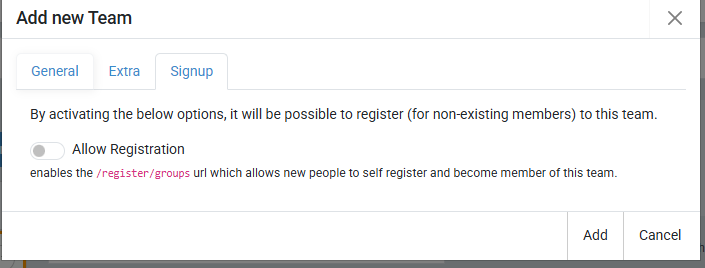 Add new Team
General Extra Signup
By activating the below options, it will be possible to register (for non-existing members) to this team.
Allow Registration
enables the /register/groups url which allows new people to self register and become member of this team.
Add Cancel